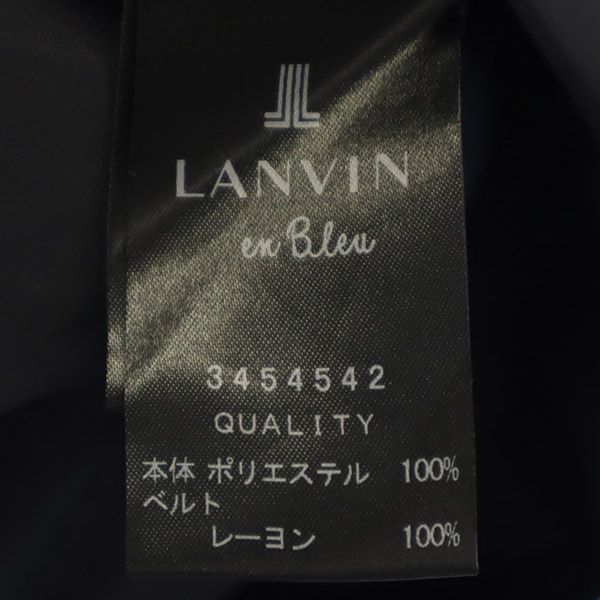 LANVIN
en Bleu
3454542
QUALITY
本体 ポリエステル 100%
ベルト
レーヨン 100%